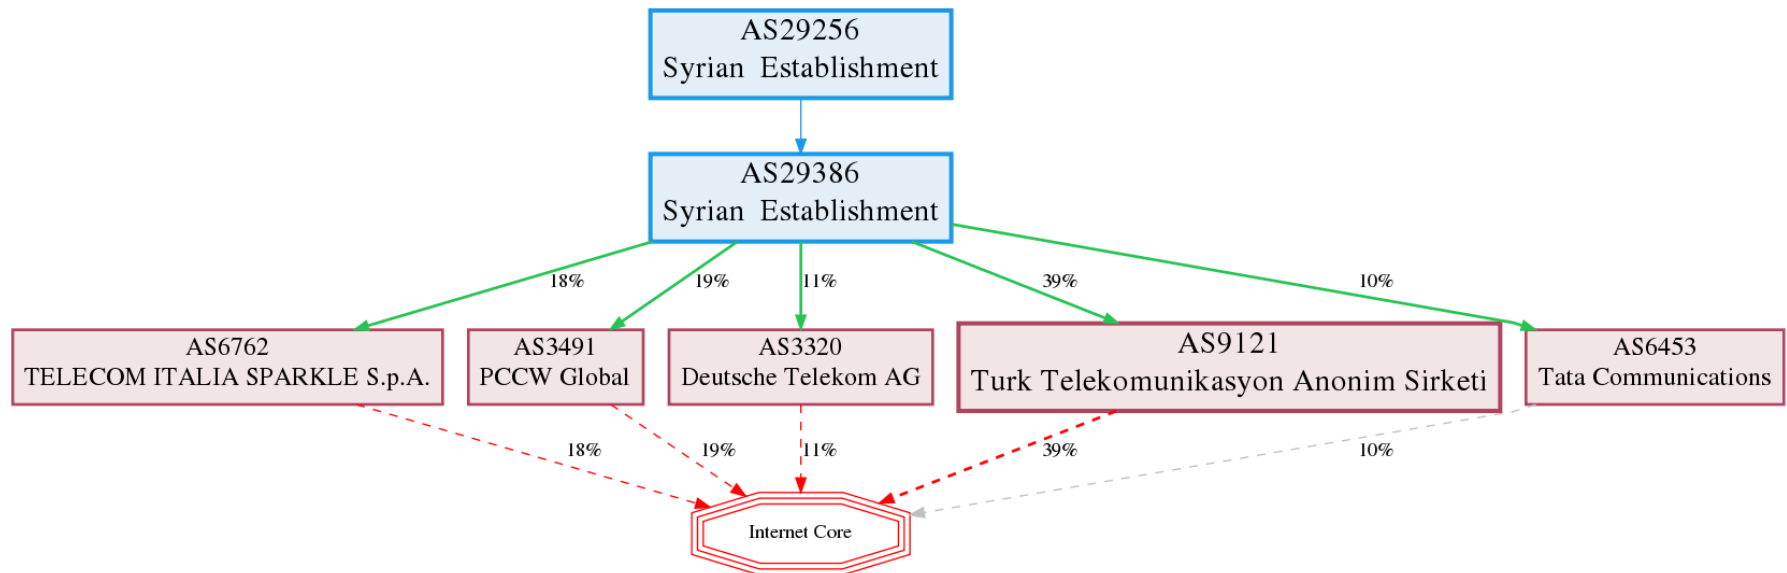 AS29256
Syrian  Establishment
AS29386
Syrian  Establishment
18%
19%
11%
39%
10%
AS6762
TELECOM ITALIA SPARKLE S.p.A.
AS3491
PCCW Global
AS3320
Deutsche Telekom AG
AS9121
Turk Telekomunikasyon Anonim Sirketi
AS6453
Tata Communications
18%
19%
11%
39%
10%
Internet Core